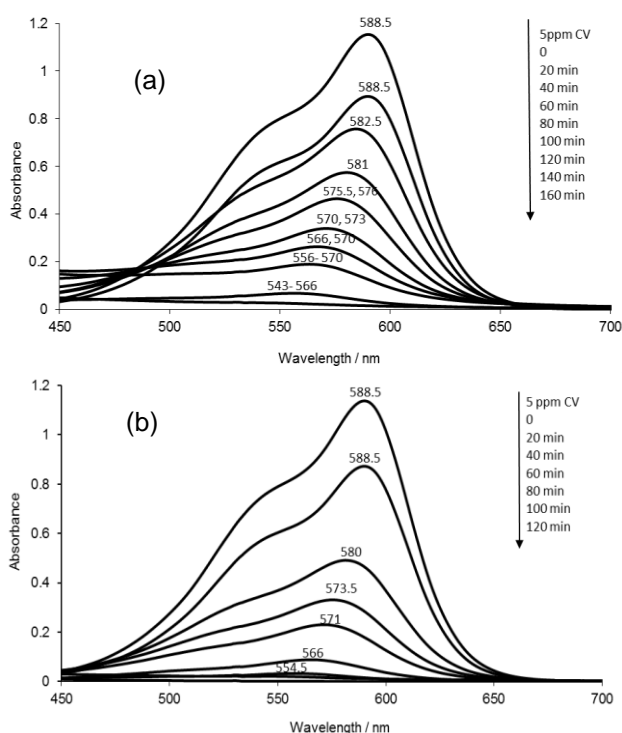 1.2
1
0.8
0.6
0.4
0.2
0
Absorbance
(a)
588.5
588.5
582.5
581
575.5, 576
570, 573
566, 570
556- 570
543- 566
5ppm CV
0
20 min
40 min
60 min
80 min
100 min
120 min
140 min
160 min
450 500 550 600 650 700
Wavelength / nm
1.2
1
0.8
0.6
0.4
0.2
0
Absorbance
(b)
588.5
588.5
580
573.5
571
566
554.5
5 ppm CV
0
20 min
40 min
60 min
80 min
100 min
120 min
450 500 550 600 650 700
Wavelength / nm